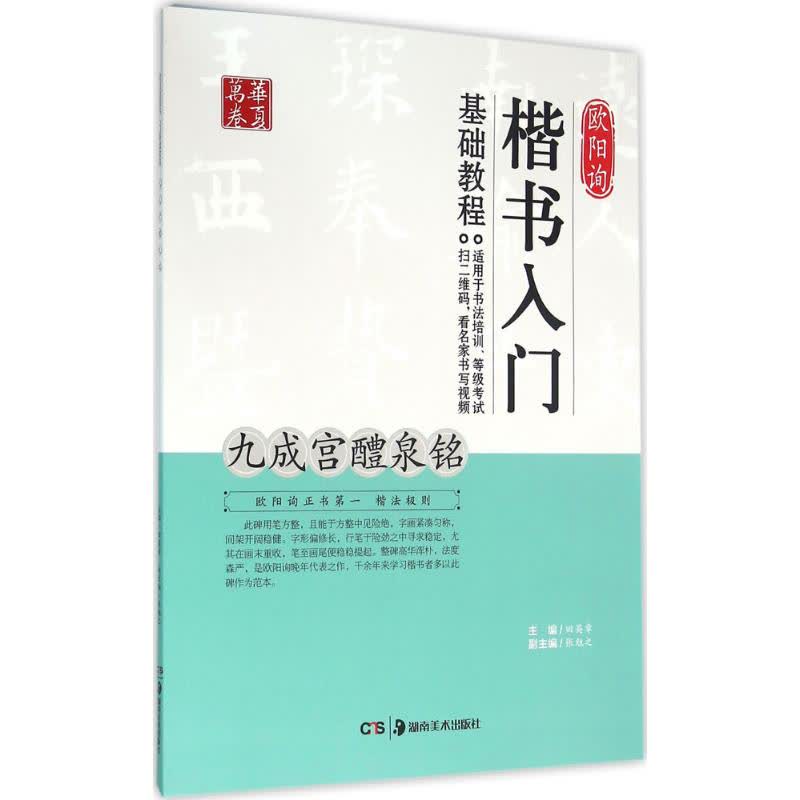 華夏
萬卷
欧阳询
楷书入门
基础教程
适用于书法培训、等级考试
扫二维码,看名家书写视频
九成宫醴泉铭
欧阳询正书第一 楷法极则
此碑用笔方整,且能于方整中见险绝,字画紧凑匀称,
间架开阔稳健。字形偏修长,行笔于险劲之中寻求稳定,尤
其在画末重收,笔至画尾便稳稳提起。整碑高华浑朴,法度
森严,是欧阳询晚年代表之作,千余年来学习楷书者多以此
碑作为范本。
主 编/田英章
副主编/张旭之
CTS
湖南美术出版社